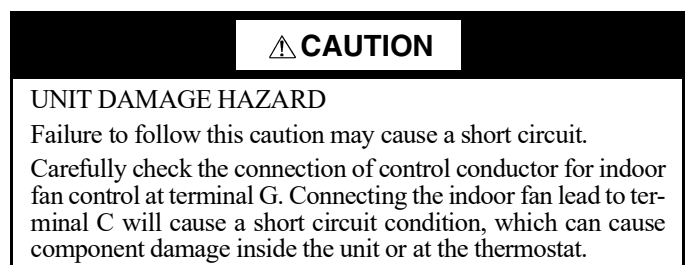 ⚠ CAUTION
UNIT DAMAGE HAZARD
Failure to follow this caution may cause a short circuit.
Carefully check the connection of control conductor for indoor
fan control at terminal G. Connecting the indoor fan lead to ter-
minal C will cause a short circuit condition, which can cause
component damage inside the unit or at the thermostat.